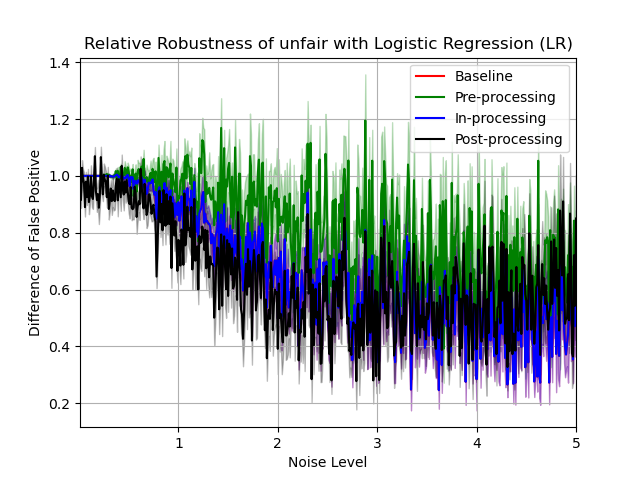 Relative Robustness of unfair with Logistic Regression (LR)
1.4
1.2
1.0
0.8
0.6
0.4
0.2
Difference of False Positive
Baseline
Pre-processing
In-processing
Post-processing
1
2
3
4
5
Noise Level